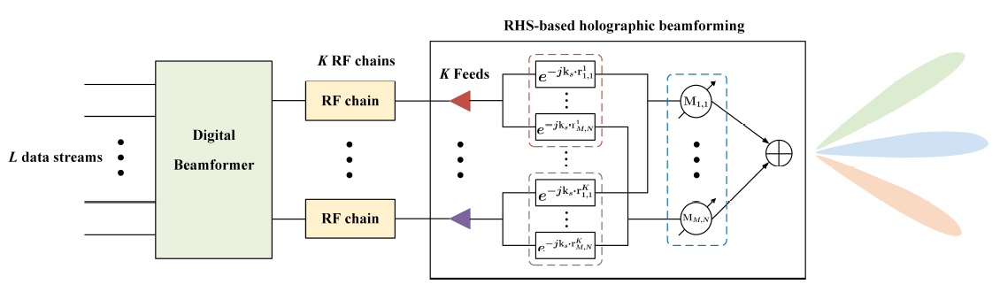 RHS-based holographic beamforming
K RF chains
K Feeds
L data streams
Digital
Beamformer
RF chain
RF chain
e^{-jk_s·r^1_{1,1}}
e^{-jk_s·r^1_{M,N}}
e^{-jk_s·r^K_{1,1}}
e^{-jk_s·r^K_{M,N}}
M_{1,1}
M_{M,N}